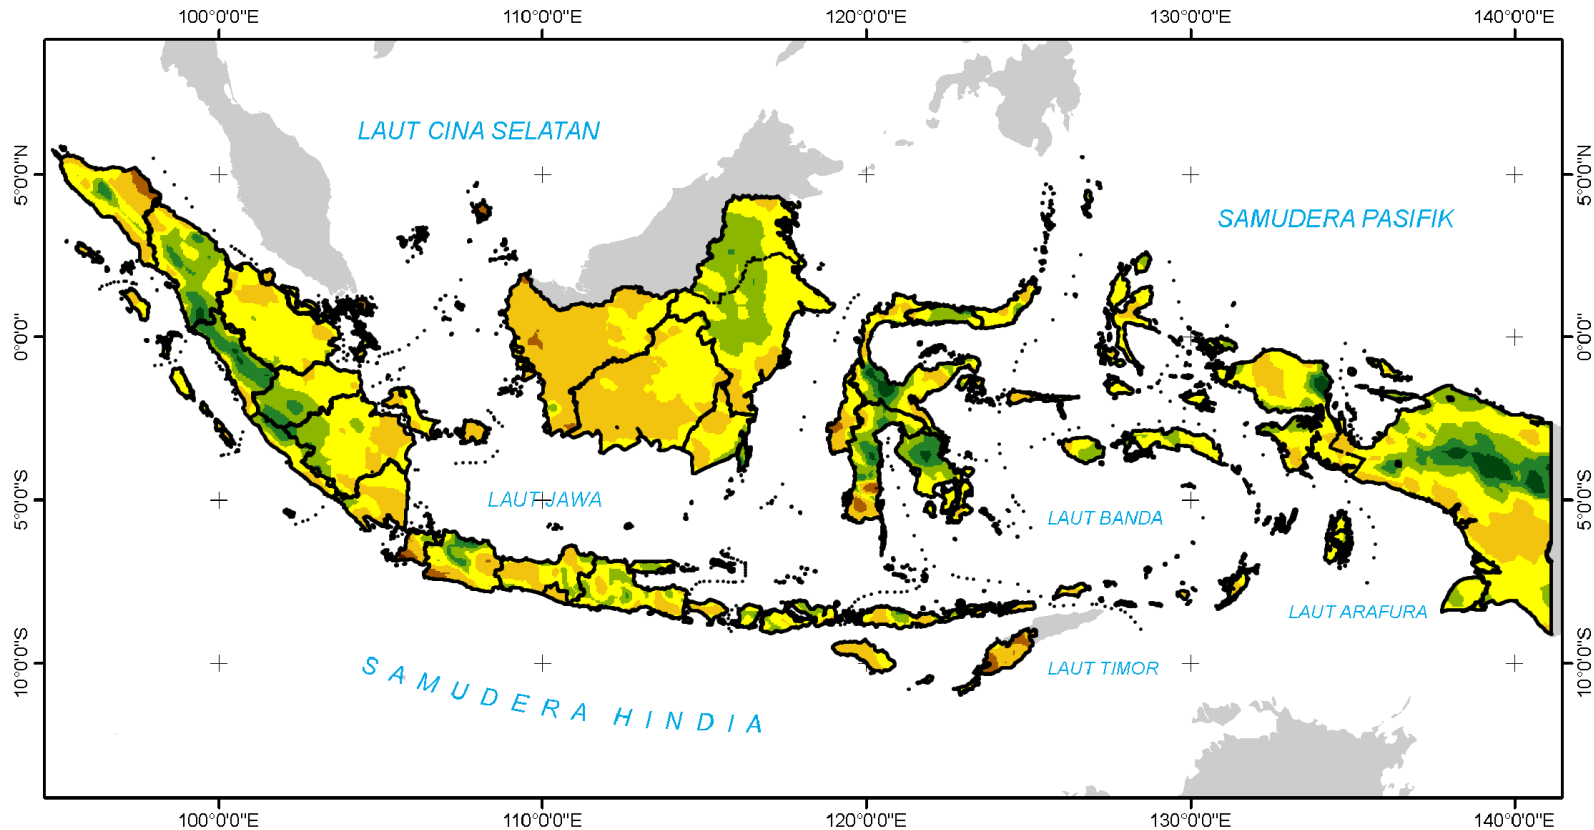 100°0'0"E 110°0'0"E 120°0'0"E 130°0'0"E 140°0'0"E
LAUT CINA SELATAN
5°0'0"N
5°0'0"N
SAMUDERA PASIFIK
0°0'0"
0°0'0"
5°0'0"S
LAUT JAWA
LAUT BANDA
5°0'0"S
LAUT ARAFURA
10°0'0"S
SAMUDERA HINDIA
LAUT TIMOR
10°0'0"S
100°0'0"E 110°0'0"E 120°0'0"E 130°0'0"E 140°0'0"E